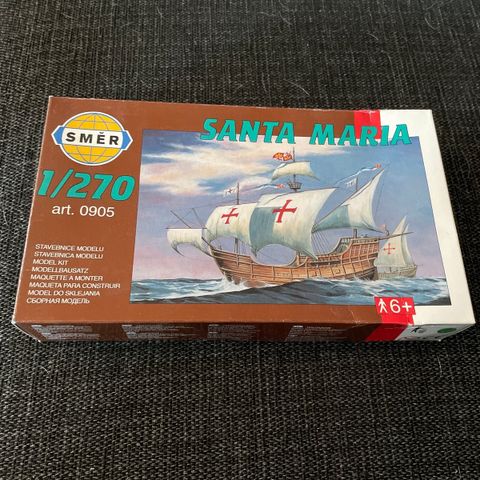 SMĚR
SANTA MARIA
1/270
art. 0905
STAVEBNICE MODELU
STAVEBNICA MODELU
MODEL KIT
MODELLBAUSATZ
MAQUETTE A MONTER
MAQUETA PARA CONSTRUIR
MODEL DO SKLEJANIA
СБОРНАЯ МОДЕЛЬ
6+